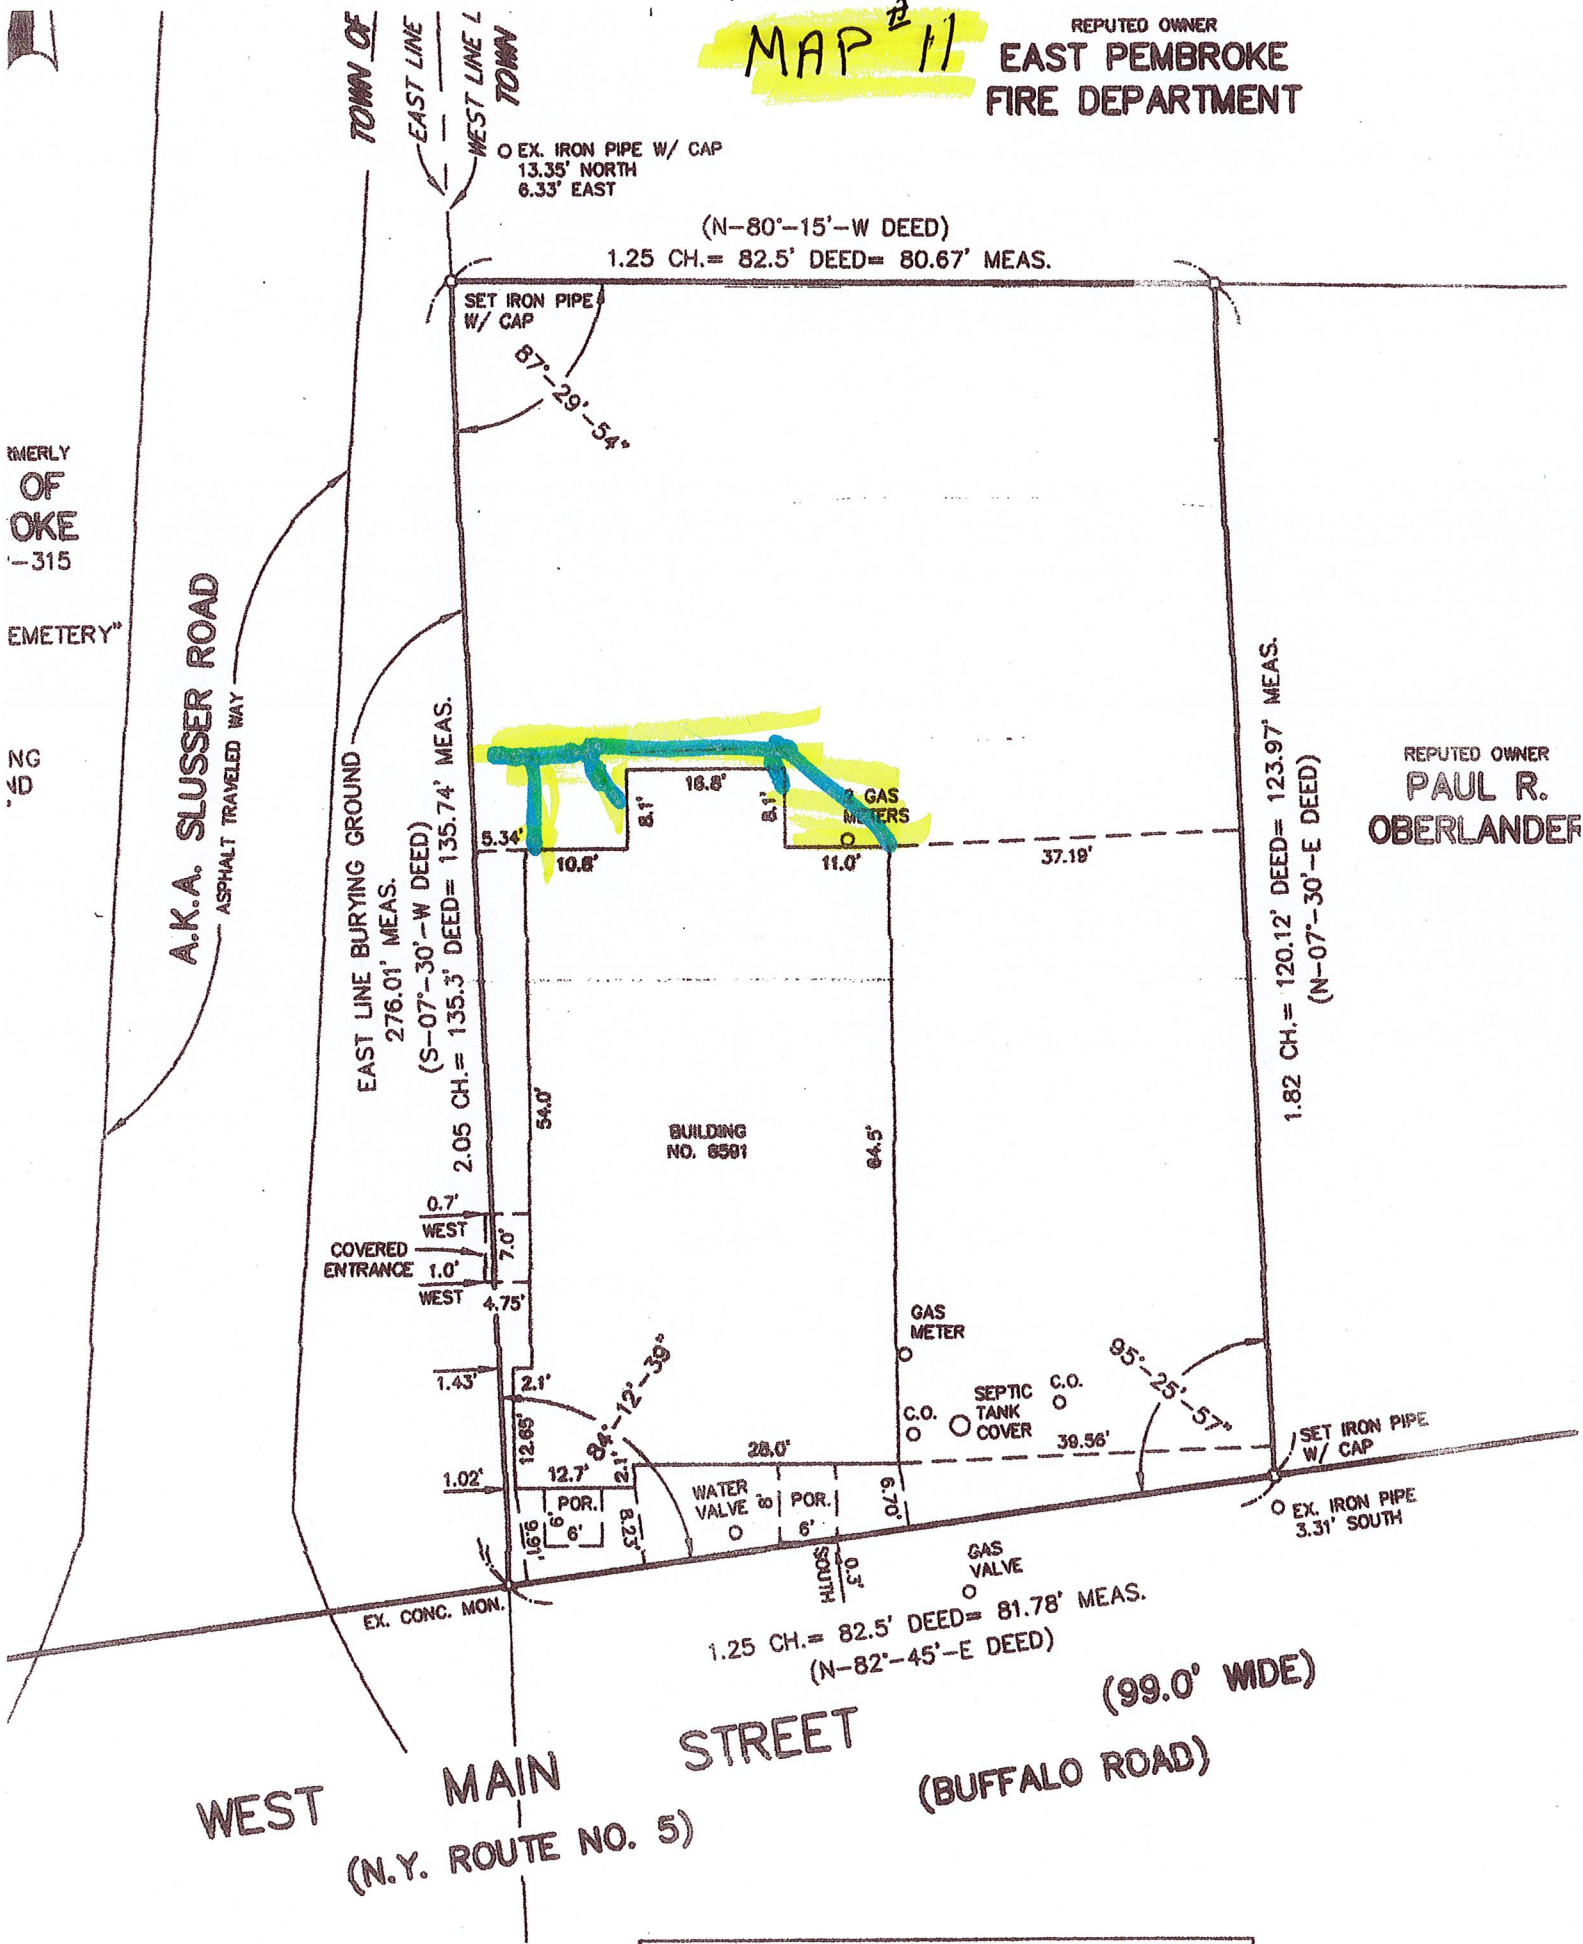 MAP #11
REPUTED OWNER
EAST PEMBROKE
FIRE DEPARTMENT
TOWN OF
EAST LINE
WEST LINE
TOWN
EX. IRON PIPE W/ CAP
13.35' NORTH
6.33' EAST
(N-80°-15'-W DEED)
1.25 CH.= 82.5' DEED= 80.67' MEAS.
SET IRON PIPE
W/ CAP
87°-29'-54"
OF
-315
A.K.A. SLUSSER ROAD
ASPHALT TRAVELED WAY
EAST LINE BURYING GROUND
276.01' MEAS.
(S-07°-30'-W DEED)
2.05 CH.= 135.3' DEED= 135.74' MEAS.
1.82 CH.= 120.12' DEED= 123.97' MEAS.
(N-07°-30'-E DEED)
REPUTED OWNER
PAUL R.
OBERLANDER
16.8'
8.1'
8.1'
2 GAS
METERS
5.34'
10.8'
11.0'
37.19'
54.0'
BUILDING
NO. 8591
64.5'
0.7'
WEST
7.0'
COVERED
ENTRANCE
1.0'
WEST
4.75'
GAS
METER
1.43'
2.1'
84°-12'-39"
95°-25'-57"
12.65'
C.O.
SEPTIC
TANK
COVER
C.O.
SET IRON PIPE
W/ CAP
28.0'
39.56'
1.02'
12.7'
2.1'
POR.
6'
9.91'
8.23'
WATER
VALVE
8'
POR.
6'
6.70'
EX. IRON PIPE
3.31' SOUTH
SOUTH
0.3'
GAS
VALVE
EX. CONC. MON.
1.25 CH.= 82.5' DEED= 81.78' MEAS.
(N-82°-45'-E DEED)
(99.0' WIDE)
WEST MAIN STREET
(BUFFALO ROAD)
(N.Y. ROUTE NO. 5)